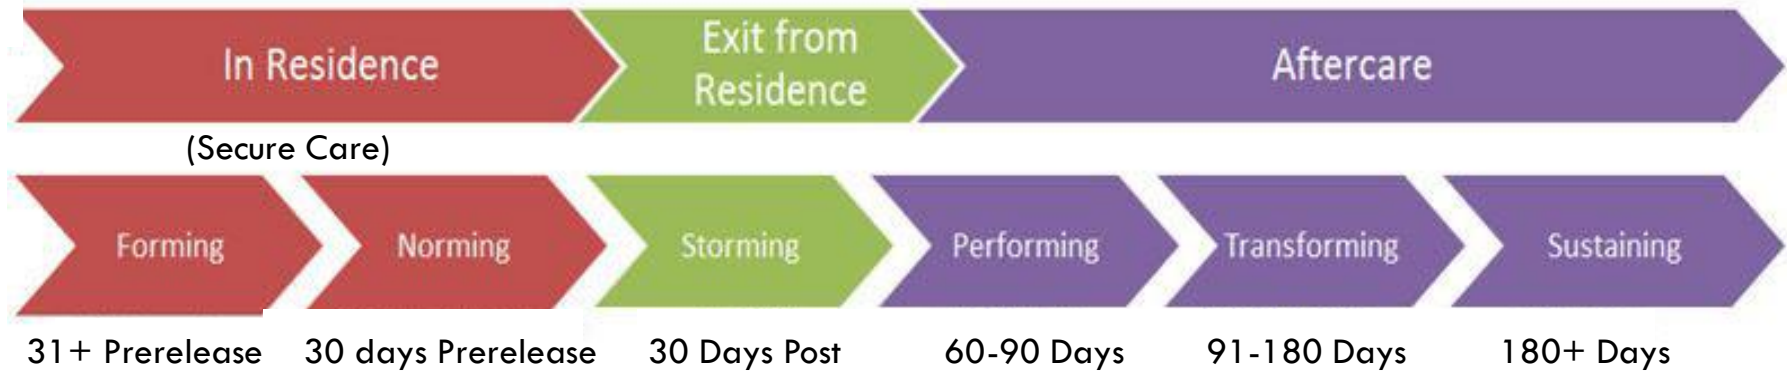 In Residence
Exit from
Residence
Aftercare
(Secure Care)
Forming
Norming
Storming
Performing
Transforming
Sustaining
31+ Prerelease
30 days Prerelease
30 Days Post
60-90 Days
91-180 Days
180+ Days